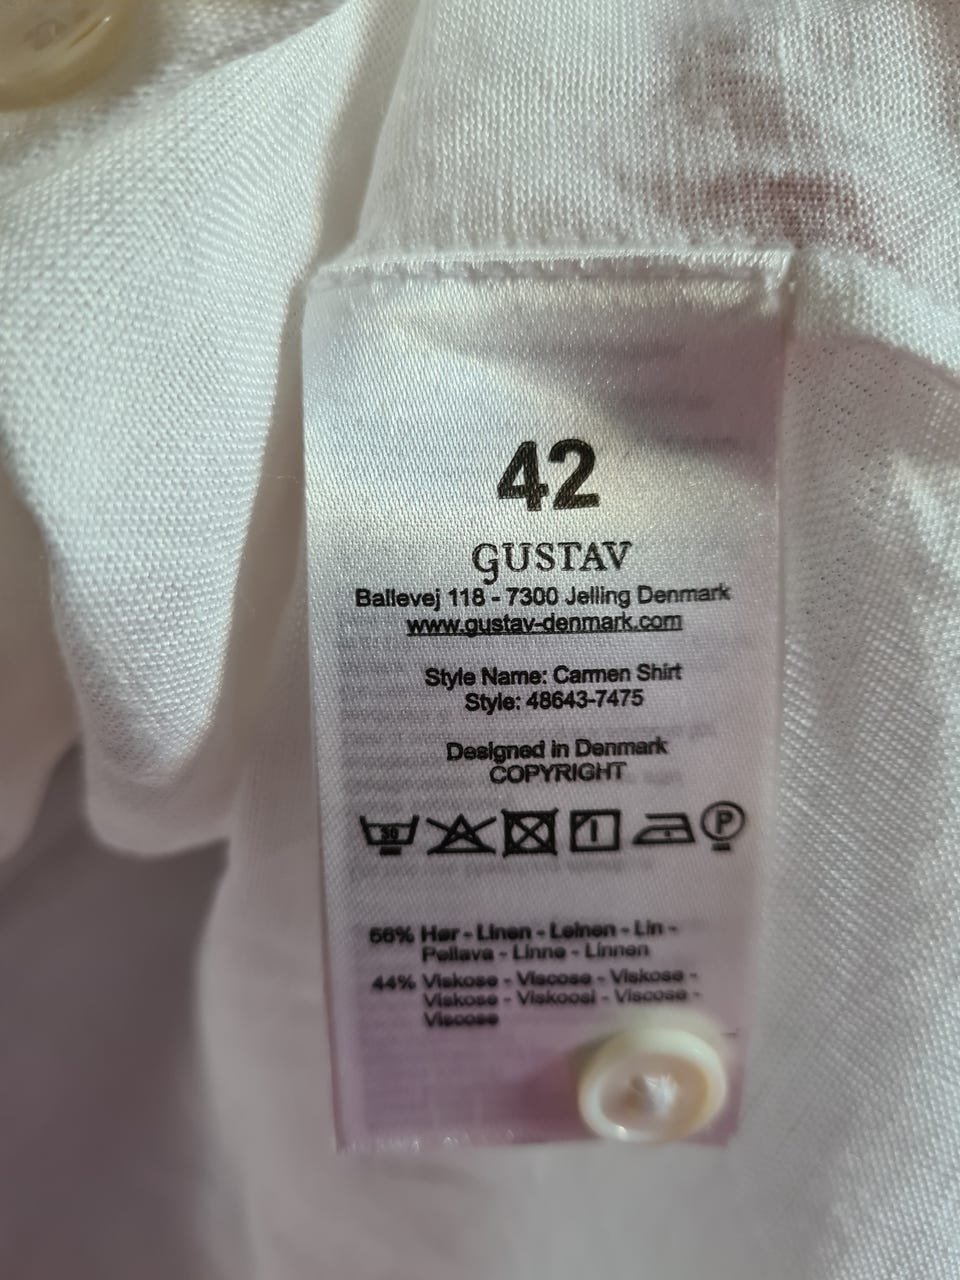 42
GUSTAV
Ballevej 118 - 7300 Jelling Denmark
www.gustav-denmark.com
Style Name: Carmen Shirt
Style: 48643-7475
Designed in Denmark
COPYRIGHT
30
P
56% Hør - Linen - Leinen - Lin -
Pellava - Linne - Linnen
44% Viskose - Viscose - Viskose -
Viskose - Viskoosi - Viscose -
Viscose